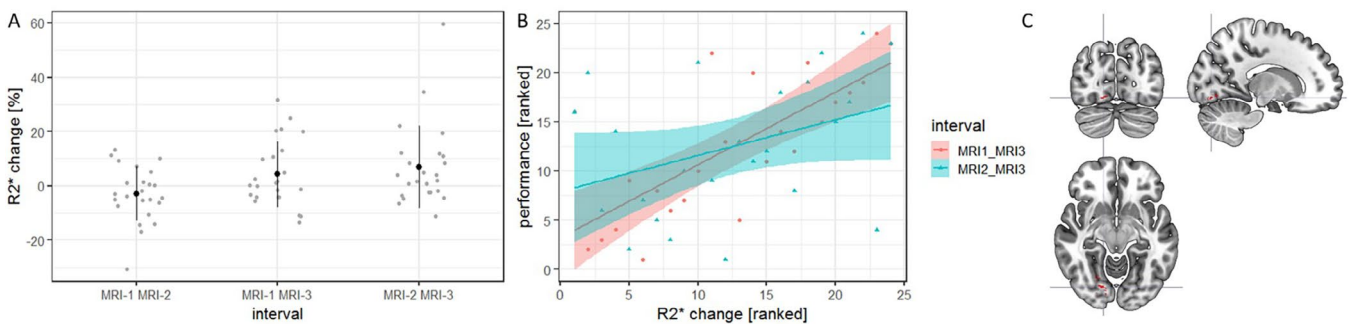 A
R2* change [%]
60
40
20
0
-20
MRI-1 MRI-2
MRI-1 MRI-3
MRI-2 MRI-3
interval
B
performance [ranked]
25
20
15
10
5
0
0
5
10
15
20
25
R2* change [ranked]
interval
MRI1_MRI3
MRI2_MRI3
C